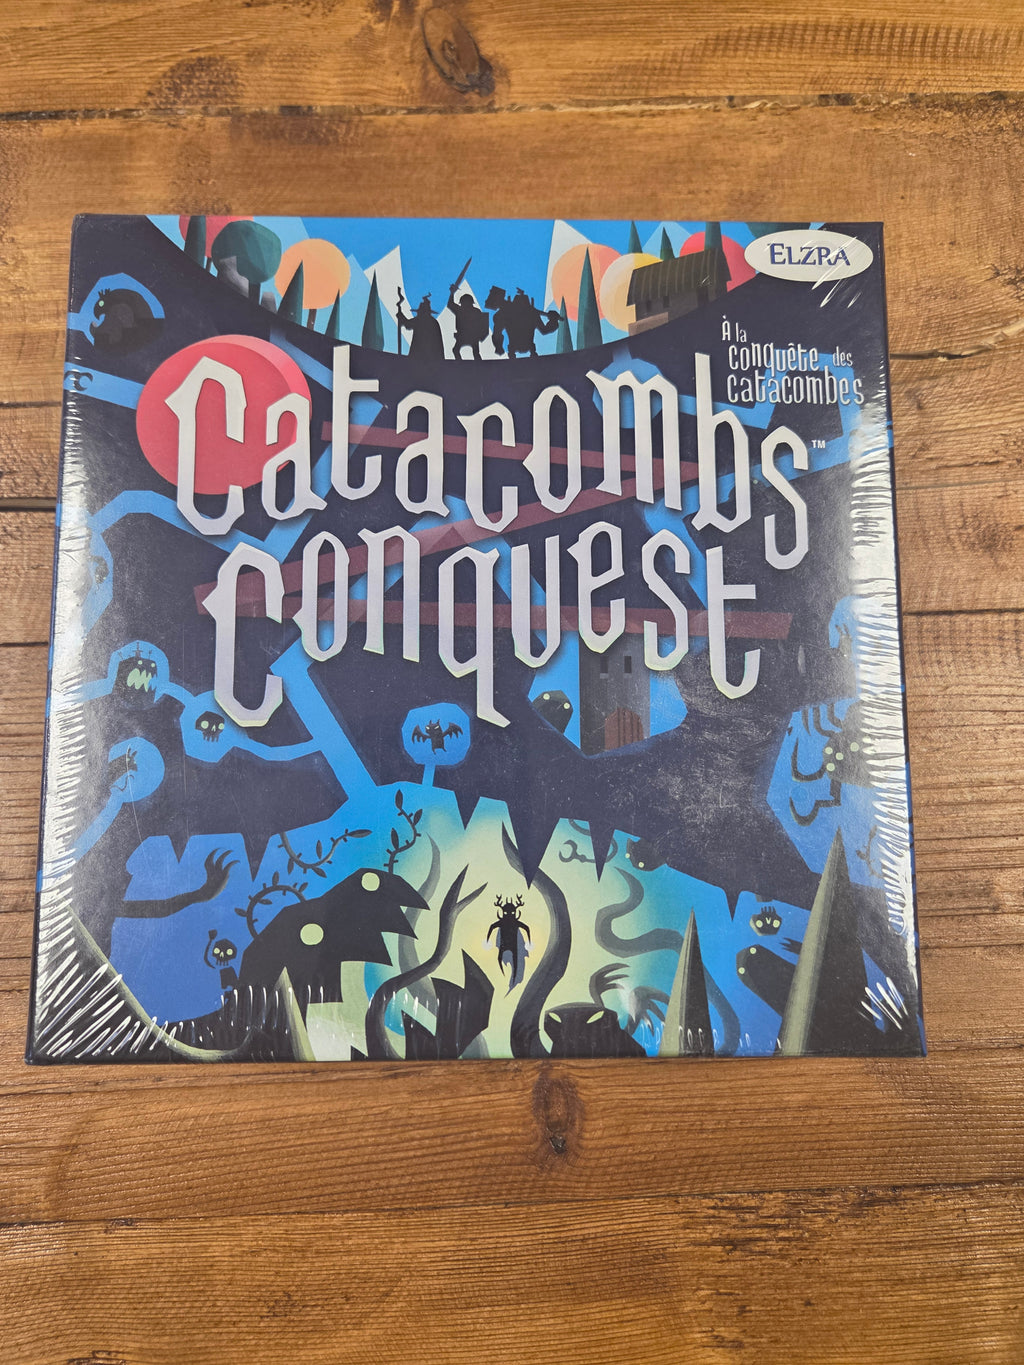 ELZRA
À la
conquête des
catacombes
Catacombs™
Conquest